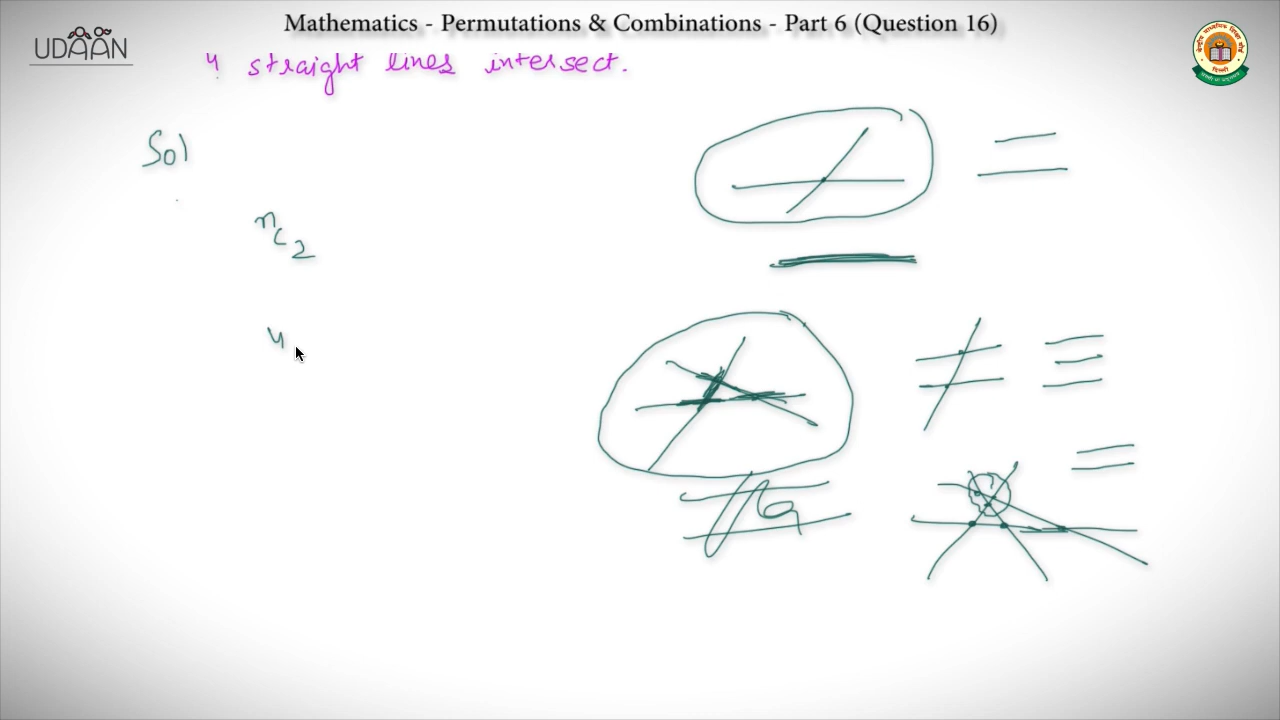 Mathematics - Permutations & Combinations - Part 6 (Question 16)
UDAAN
4 straight lines intersect.
Sol
nC2
4